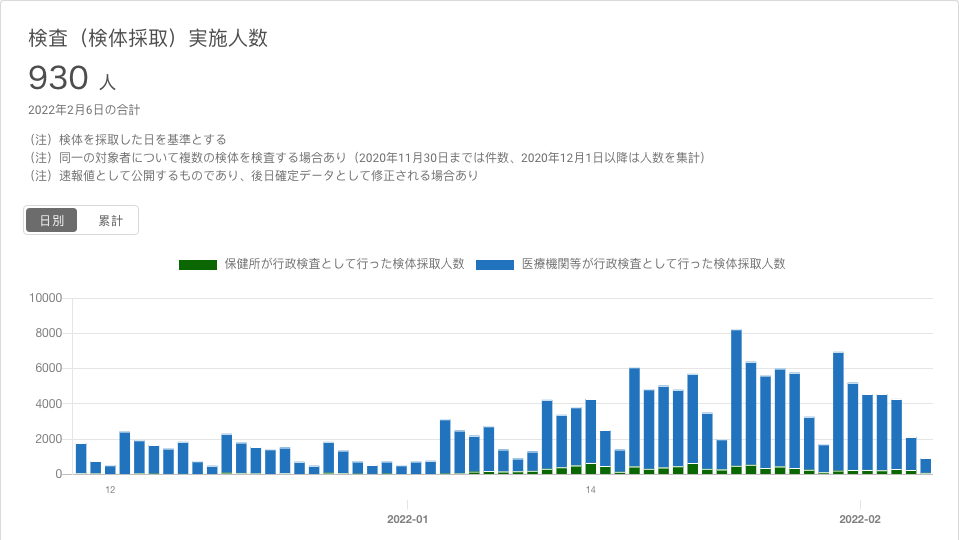 検査（検体採取）実施人数
930 人
2022年2月6日の合計
（注）検体を採取した日を基準とする
（注）同一の対象者について複数の検体を検査する場合あり（2020年11月30日までは件数、2020年12月1日以降は人数を集計）
（注）速報値として公開するものであり、後日確定データとして修正される場合あり
日別 累計
保健所が行政検査として行った検体採取人数 医療機関等が行政検査として行った検体採取人数
10000
8000
6000
4000
2000
0
12 14
2022-01 2022-02